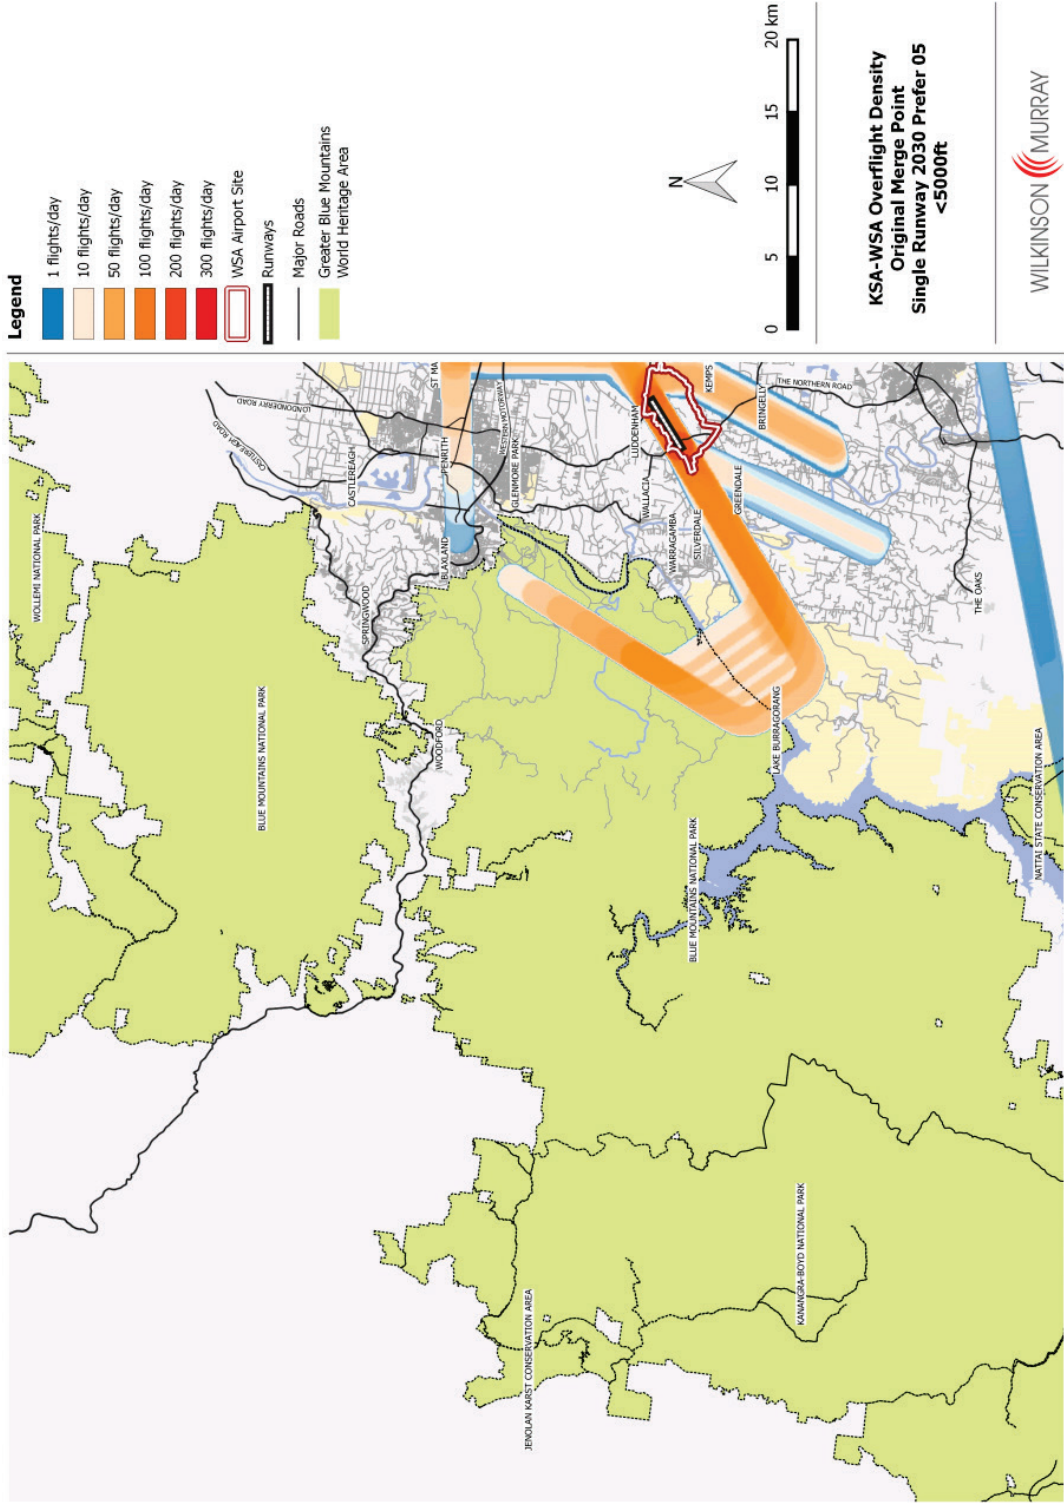 Legend
1 flights/day
10 flights/day
50 flights/day
100 flights/day
200 flights/day
300 flights/day
WSA Airport Site
Runways
Major Roads
Greater Blue Mountains
World Heritage Area
N
0 5 10 15 20 km
KSA-WSA Overflight Density
Original Merge Point
Single Runway 2030 Prefer 05
<5000ft
WILKINSON MURRAY
WOLLEMI NATIONAL PARK
CASTLEREAGH ROAD
LONDONDERRY ROAD
BLUE MOUNTAINS NATIONAL PARK
SPRINGWOOD
CASTLEREAGH
ST MA
WOODFORD
BLAXLAND
PENRITH
WESTERN MOTORWAY
GLENMORE PARK
JENOLAN KARST CONSERVATION AREA
LUDDENHAM
WALLACIA
WARRAGAMBA
SILVERDALE
KEMPS
BLUE MOUNTAINS NATIONAL PARK
GREENDALE
BRINGELLY
LAKE BURRAGORANG
THE NORTHERN ROAD
KANANGRA-BOYD NATIONAL PARK
THE OAKS
NATTAI STATE CONSERVATION AREA